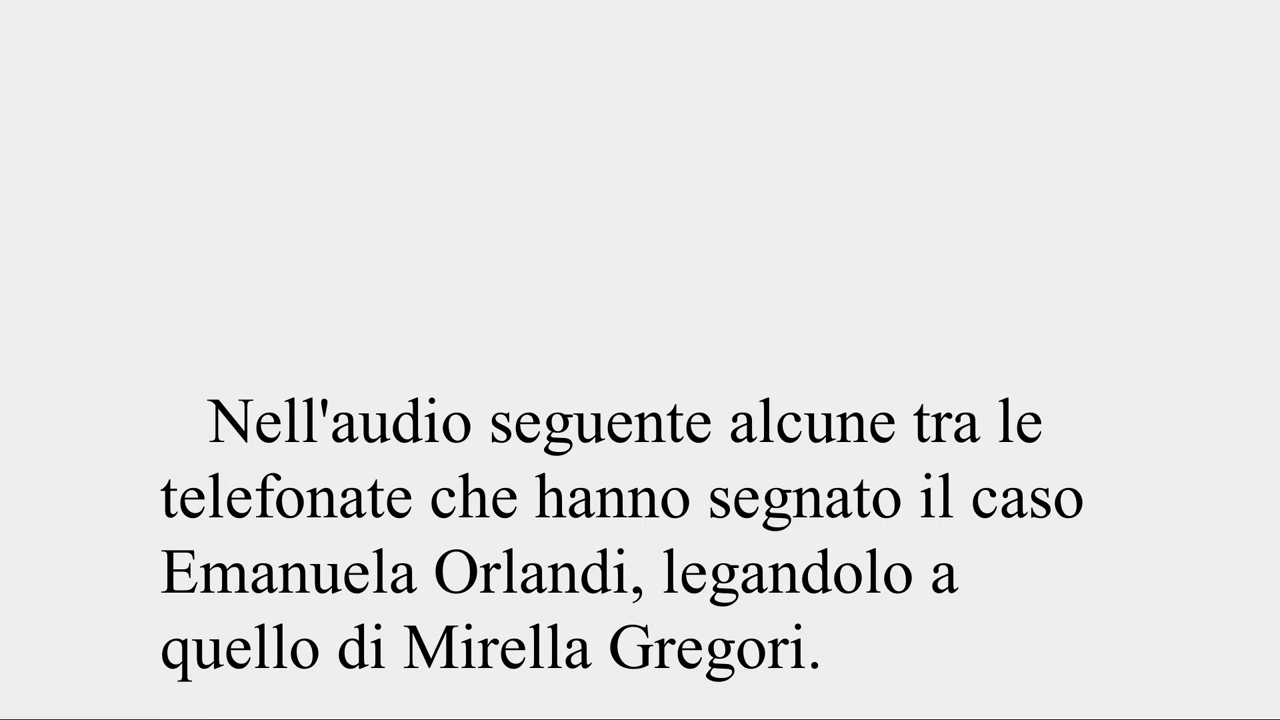 Nell'audio seguente alcune tra le
telefonate che hanno segnato il caso
Emanuela Orlandi, legandolo a
quello di Mirella Gregori.